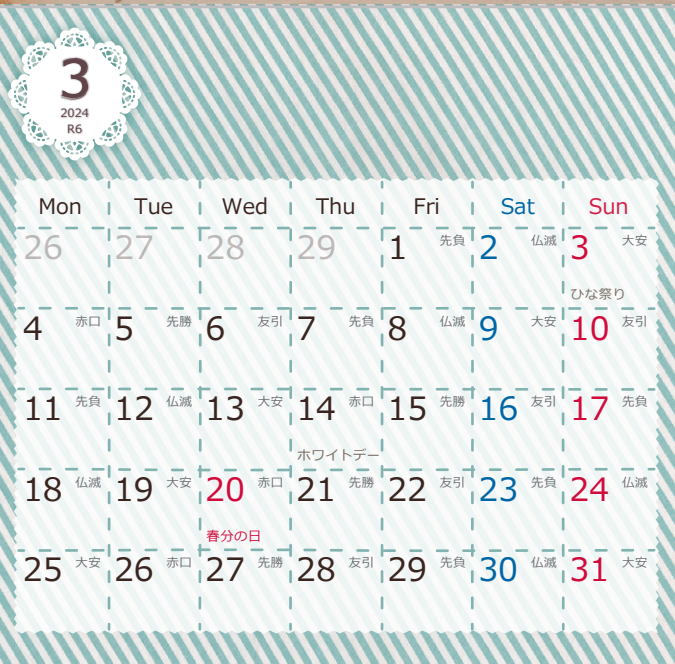 3
2024
R6
Mon Tue Wed Thu Fri Sat Sun
26 27 28 29 1 先負 2 仏滅 3 大安
ひな祭り
4 赤口 5 先勝 6 友引 7 先負 8 仏滅 9 大安 10 友引
11 先負 12 仏滅 13 大安 14 赤口 15 先勝 16 友引 17 先負
ホワイトデー
18 仏滅 19 大安 20 赤口 21 先勝 22 友引 23 先負 24 仏滅
春分の日
25 大安 26 赤口 27 先勝 28 友引 29 先負 30 仏滅 31 大安